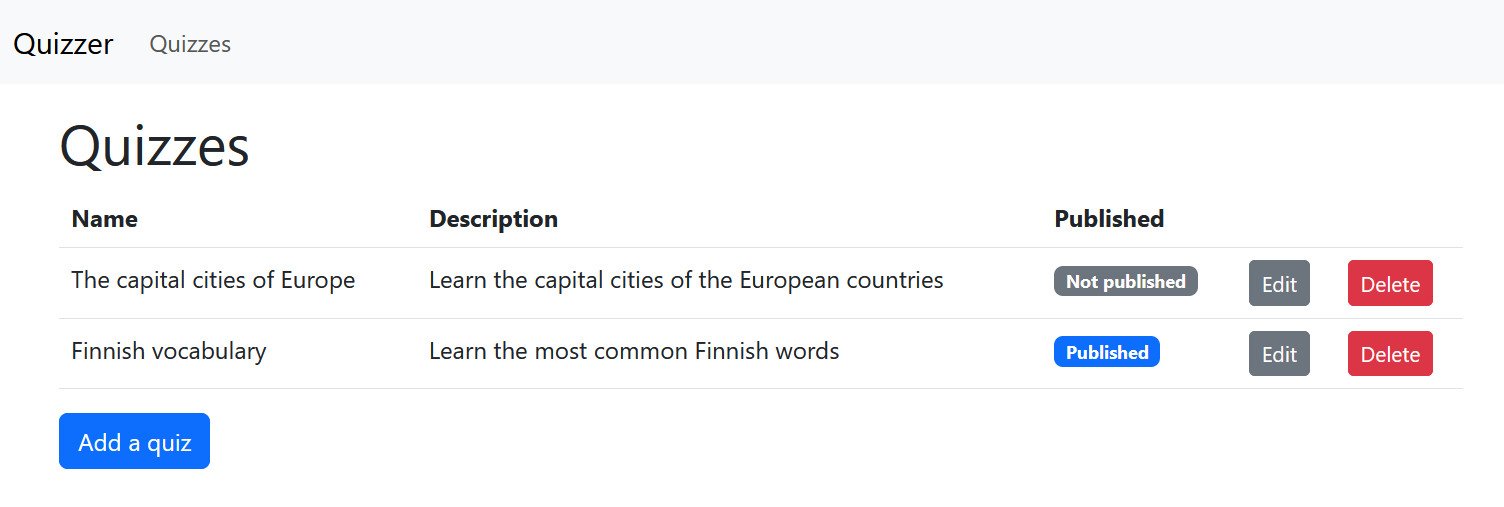 Quizzer Quizzes
Quizzes
Name Description Published
The capital cities of Europe Learn the capital cities of the European countries Not published Edit Delete
Finnish vocabulary Learn the most common Finnish words Published Edit Delete
Add a quiz